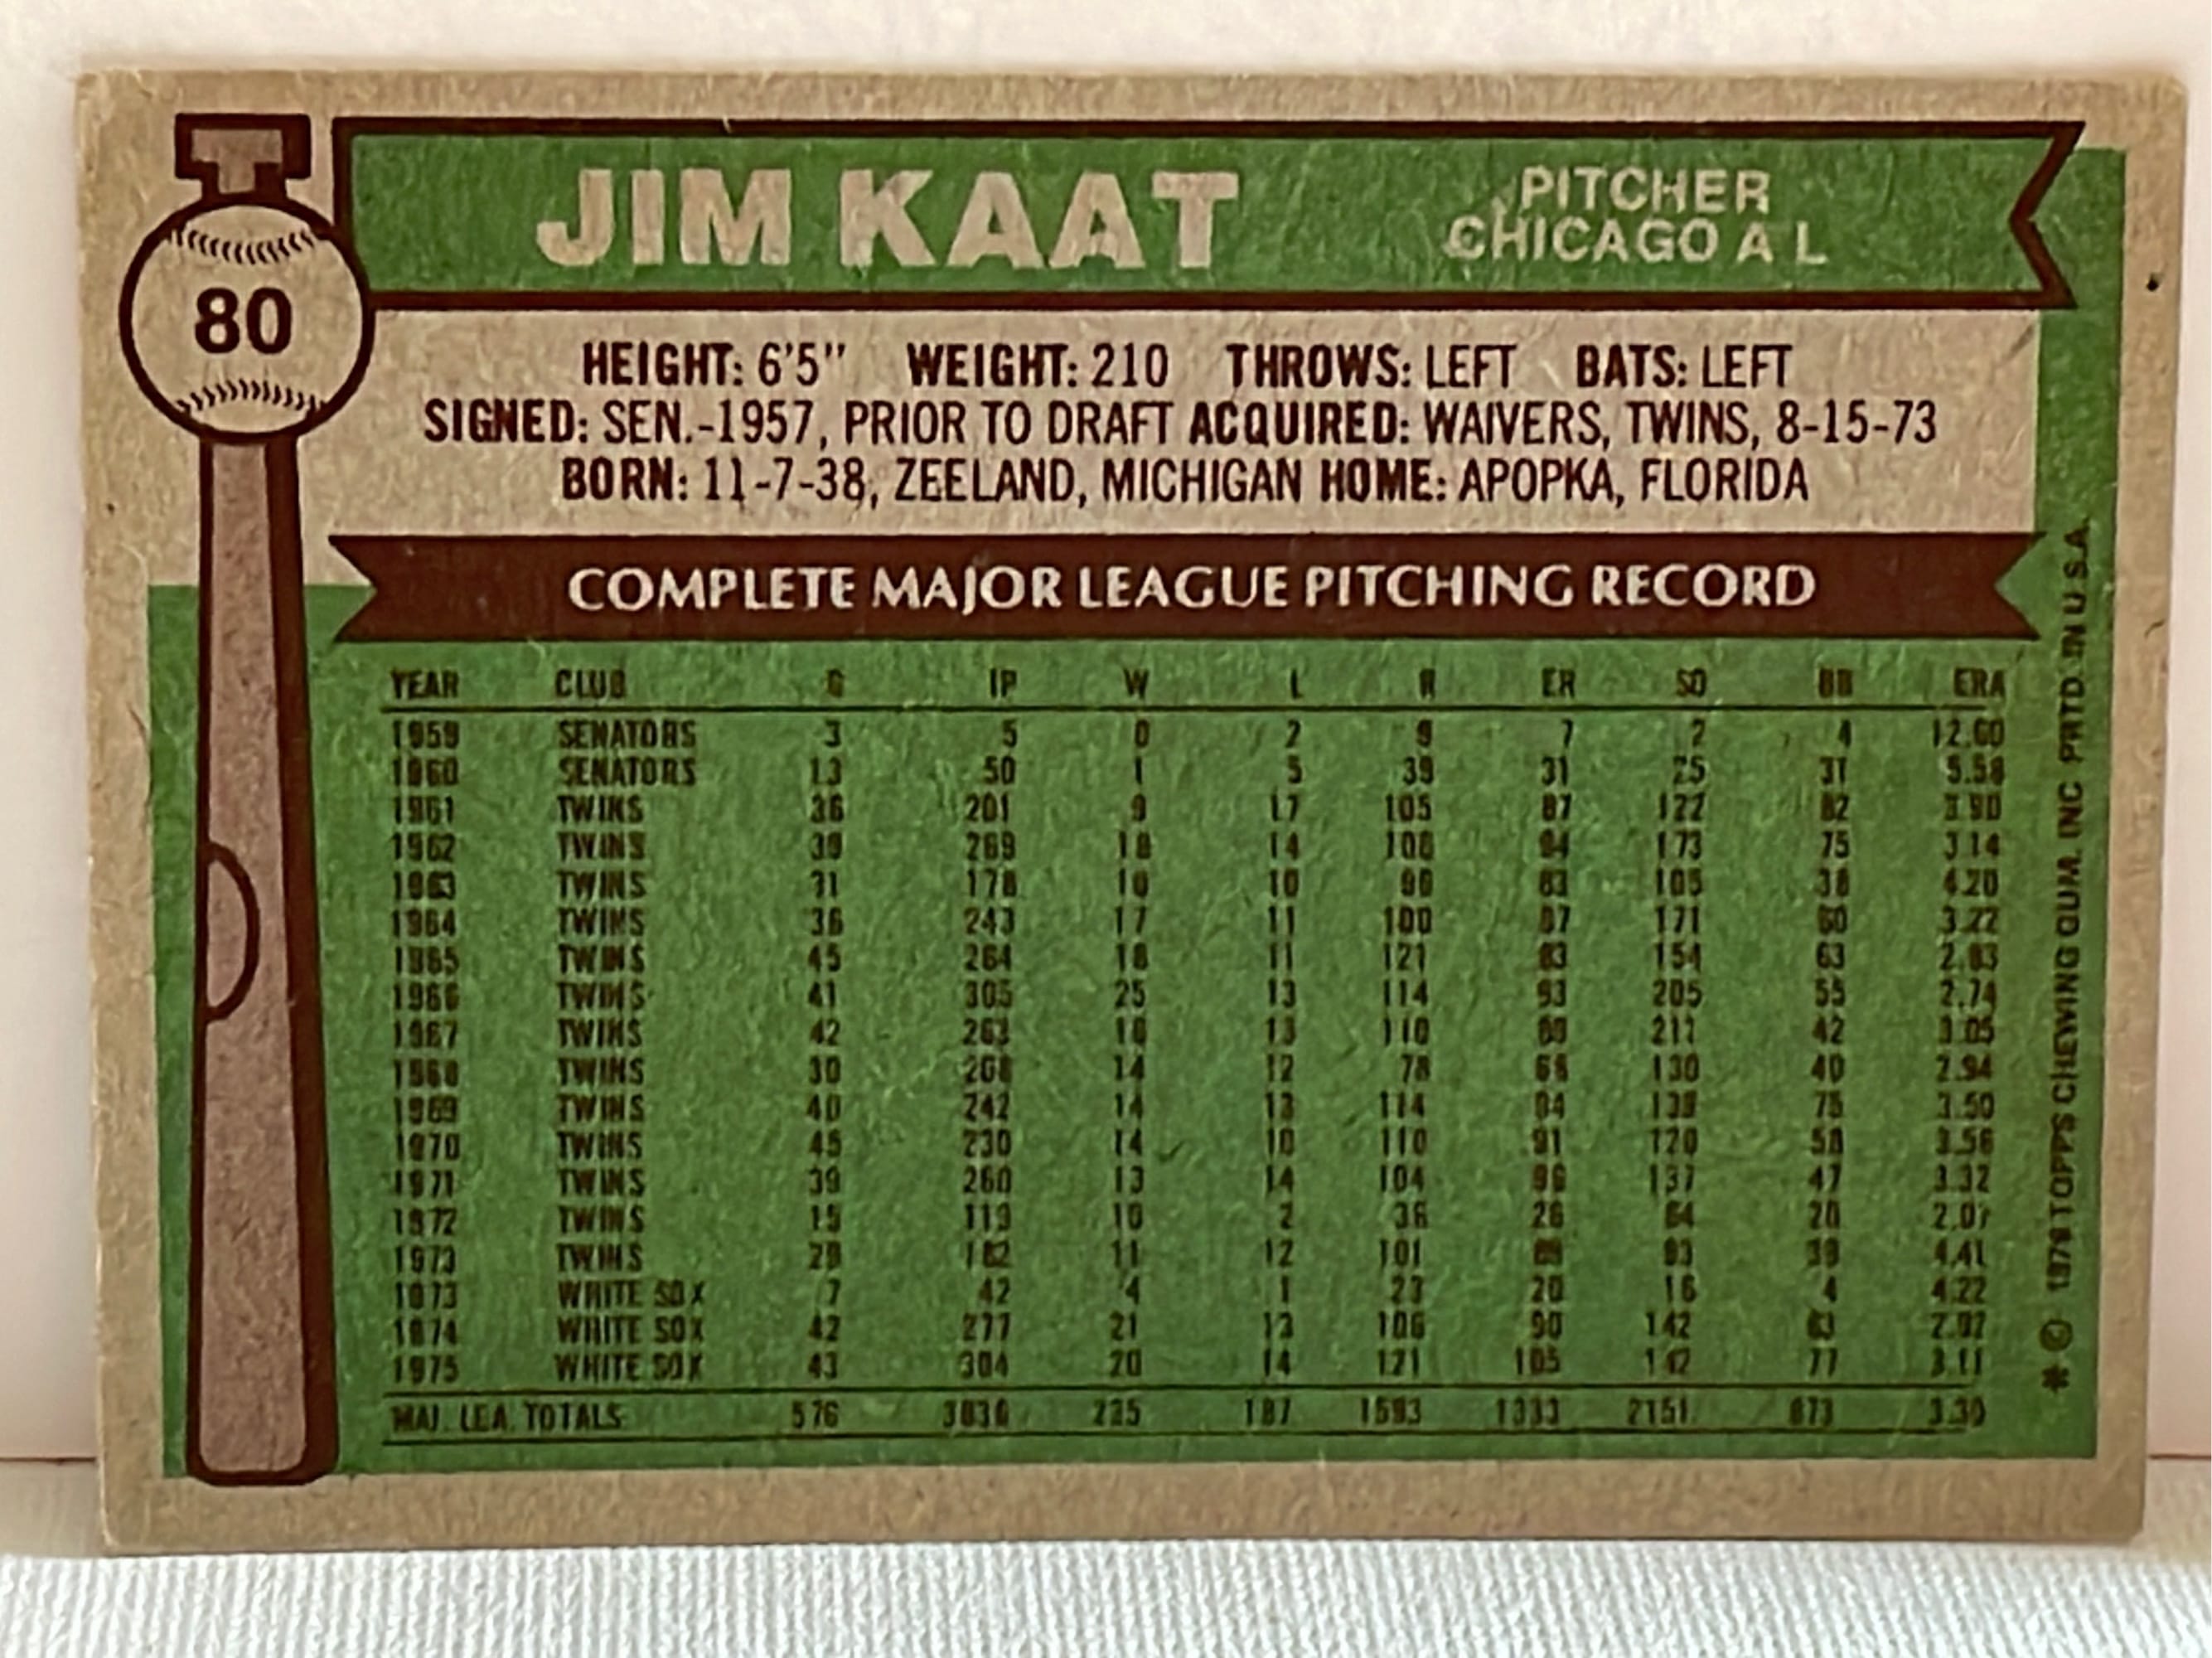 JIM KAAT
PITCHER
CHICAGO A L
80
HEIGHT: 6'5" WEIGHT: 210 THROWS: LEFT BATS: LEFT
SIGNED: SEN.-1957, PRIOR TO DRAFT ACQUIRED: WAIVERS, TWINS, 8-15-73
BORN: 11-7-38, ZEELAND, MICHIGAN HOME: APOPKA, FLORIDA
COMPLETE MAJOR LEAGUE PITCHING RECORD
YEAR CLUB G IP W L R ER SO BB ERA
1959 SENATORS 3 5 0 2 9 7 2 4 12.60
1960 SENATORS 13 50 1 5 39 31 25 31 5.58
1961 TWINS 36 201 9 17 105 87 122 82 3.90
1962 TWINS 39 269 18 14 106 94 173 75 3.14
1963 TWINS 31 178 10 10 96 83 105 38 4.20
1964 TWINS 36 243 17 11 100 87 171 60 3.22
1965 TWINS 45 264 18 11 121 83 154 63 2.83
1966 TWINS 41 305 25 13 114 93 205 55 2.74
1967 TWINS 42 263 16 13 110 89 211 42 3.05
1968 TWINS 30 208 14 12 78 68 130 40 2.94
1969 TWINS 40 242 14 13 114 94 139 75 3.50
1970 TWINS 45 230 14 10 110 91 120 58 3.56
1971 TWINS 39 260 13 14 104 96 137 47 3.32
1972 TWINS 15 113 10 2 36 26 64 20 2.07
1973 TWINS 29 182 11 12 101 89 93 39 4.41
1973 WHITE SOX 7 42 4 1 23 20 16 4 4.22
1974 WHITE SOX 42 277 21 13 106 90 142 63 2.92
1975 WHITE SOX 43 304 20 14 121 105 142 77 3.11
MAJ. LEA. TOTALS 576 3636 235 187 1593 1333 2151 873 3.30
* © 1976 TOPPS CHEWING GUM, INC. PRTD. IN U.S.A.